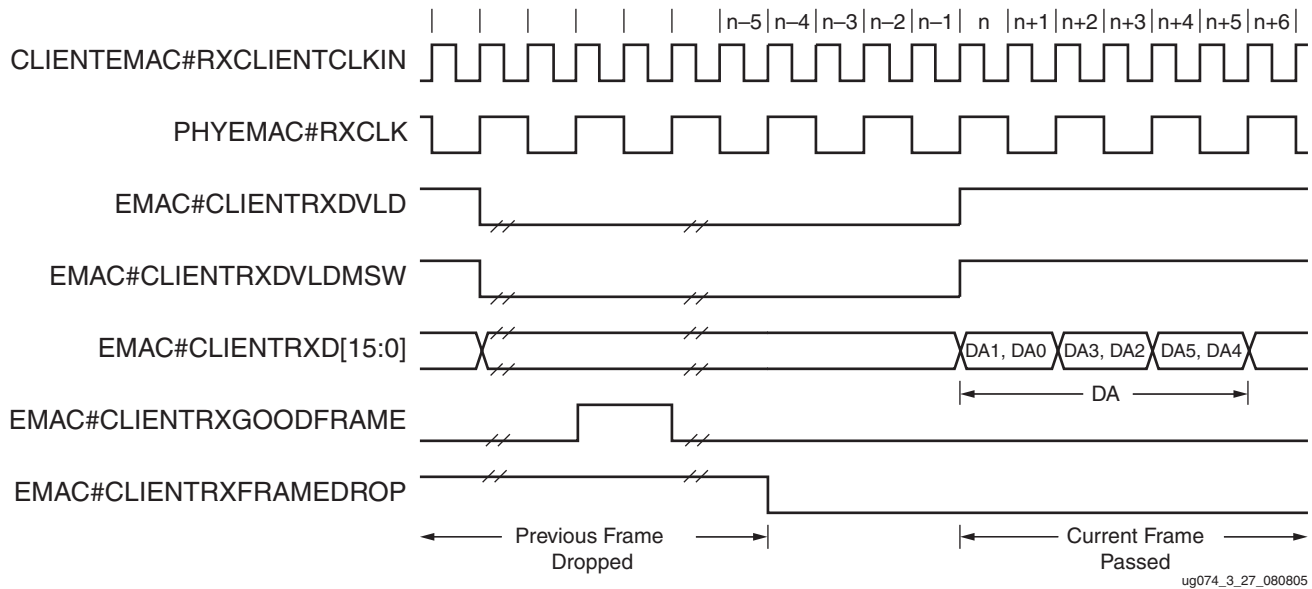 n–5 n–4 n–3 n–2 n–1 n n+1 n+2 n+3 n+4 n+5 n+6
CLIENTEMAC#RXCLIENTCLKIN
PHYEMAC#RXCLK
EMAC#CLIENTRXDVLD
EMAC#CLIENTRXDVLDMSW
EMAC#CLIENTRXD[15:0] DA1, DA0 DA3, DA2 DA5, DA4
DA
EMAC#CLIENTRXGOODFRAME
EMAC#CLIENTRXFRAMEDROP
Previous Frame Current Frame
Dropped Passed
ug074_3_27_080805